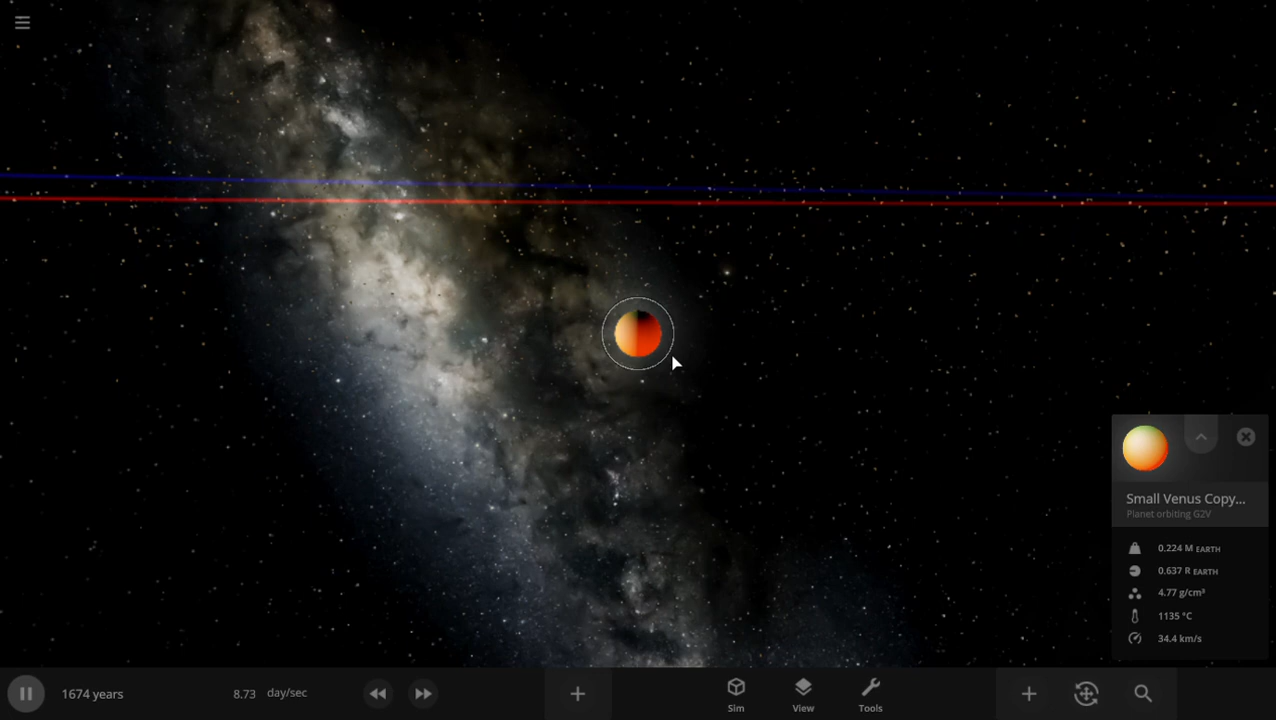 Small Venus Copy...
Planet orbiting G2V
0.224 M EARTH
0.637 R EARTH
4.77 g/cm³
1135 °C
34.4 km/s
1674 years
8.73 day/sec
Sim
View
Tools